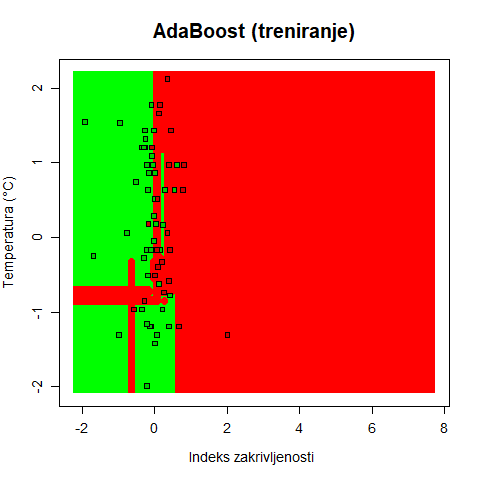 AdaBoost (treniranje)
Temperatura (°C)
2
1
0
-1
-2
-2 0 2 4 6 8
Indeks zakrivljenosti